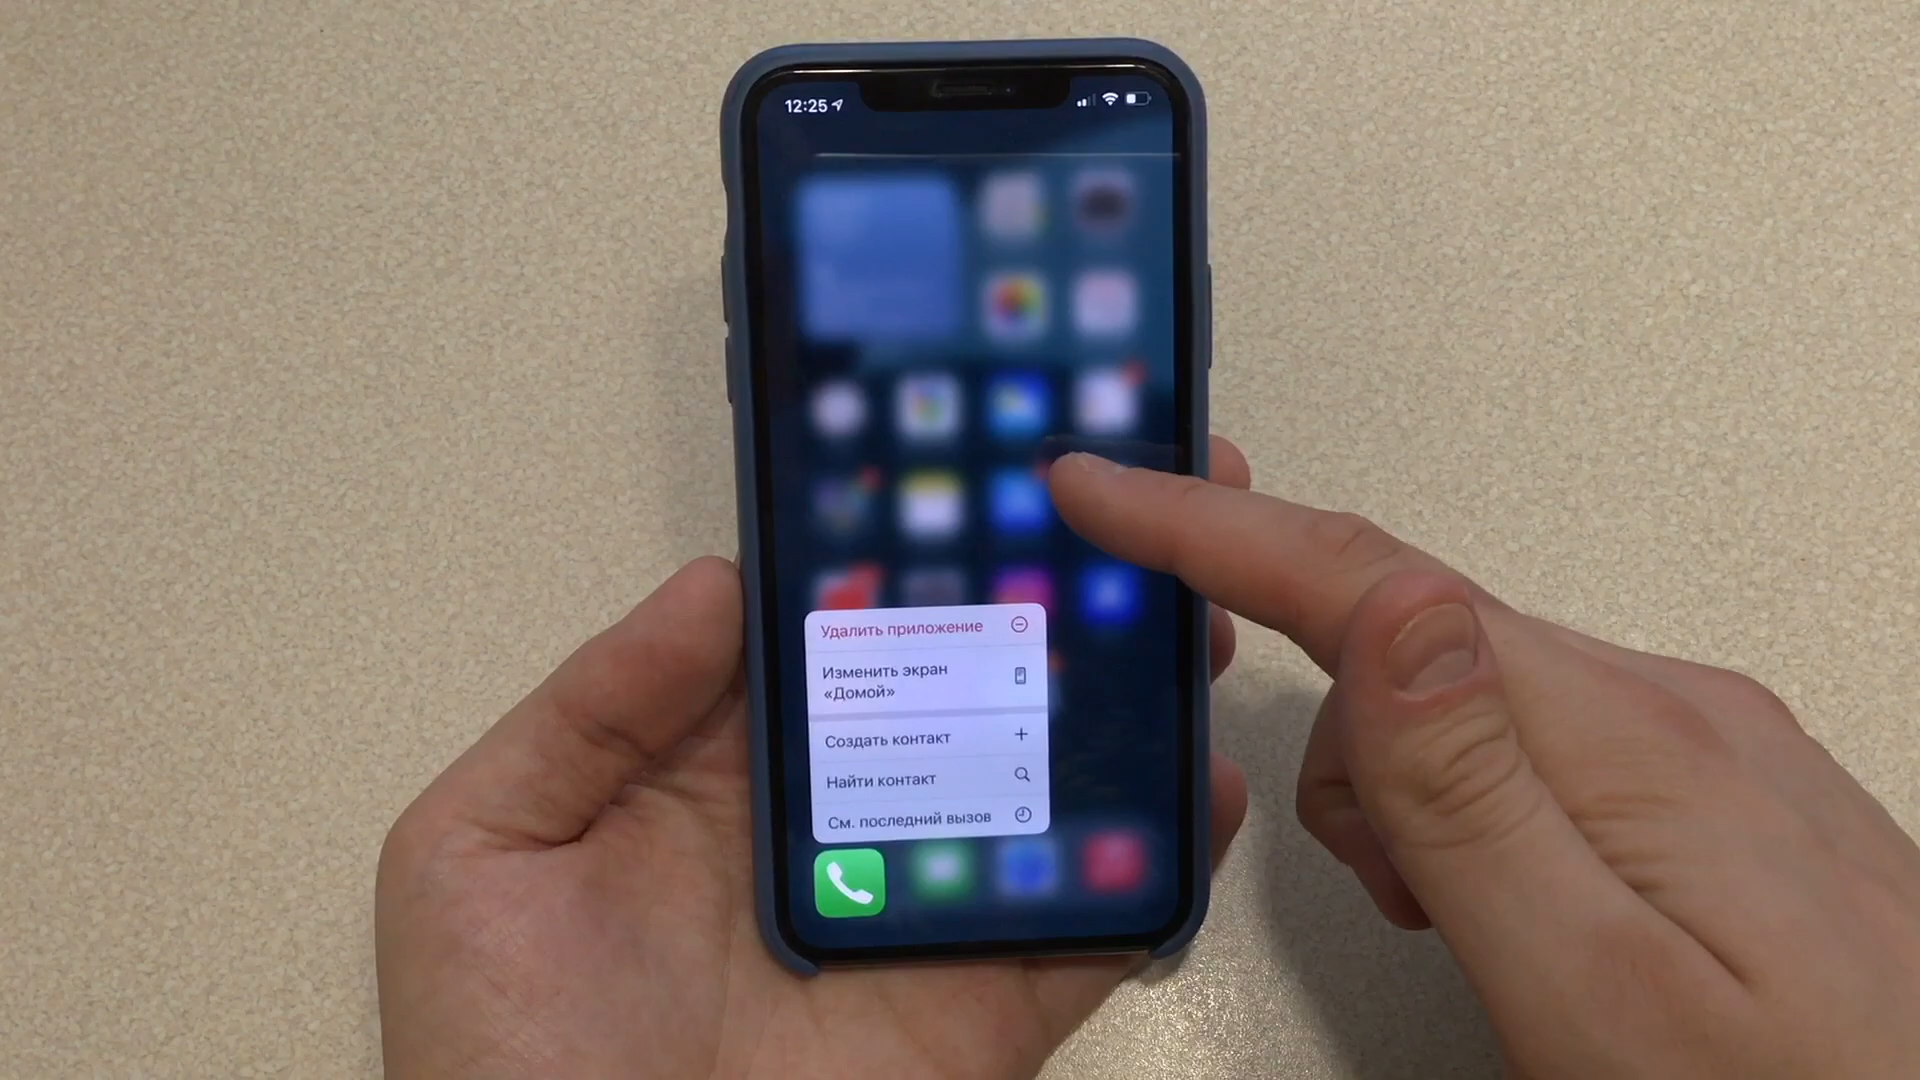 12:25
Удалить приложение
Изменить экран
«Домой»
Создать контакт
Найти контакт
См. последний вызов